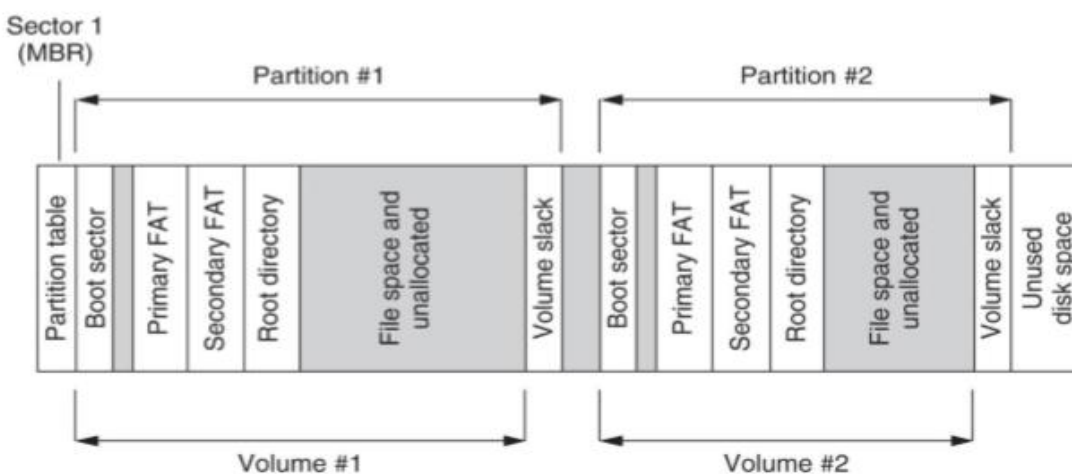 Sector 1
(MBR)
Partition #1
Partition #2
Partition table
Boot sector
Primary FAT
Secondary FAT
Root directory
File space and
unallocated
Volume slack
Boot sector
Primary FAT
Secondary FAT
Root directory
File space and
unallocated
Volume slack
Unused
disk space
Volume #1
Volume #2